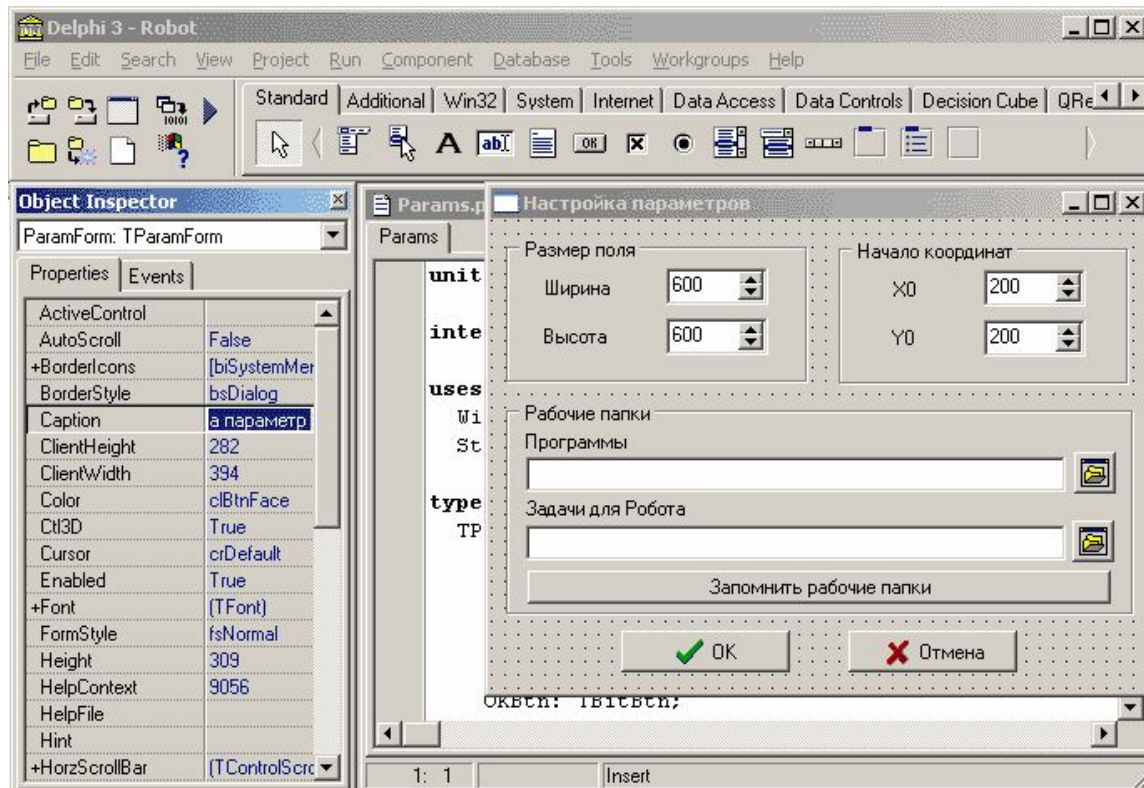 Delphi 3 - Robot
File Edit Search View Project Run Component Database Tools Workgroups Help
Standard Additional Win32 System Internet Data Access Data Controls Decision Cube QRe
A ab OK
10101
Object Inspector
ParamForm: TParamForm
Properties Events
ActiveControl
AutoScroll False
+BorderIcons [biSystemMer
BorderStyle bsDialog
Caption а параметр
ClientHeight 282
ClientWidth 394
Color clBtnFace
Ctl3D True
Cursor crDefault
Enabled True
+Font (TFont)
FormStyle fsNormal
Height 309
HelpContext 9056
HelpFile
Hint
+HorzScrollBar (TControlScrc
Params.p
Params
unit
inte
uses
Wi
St
type
TP
OKBtn: TBitBtn;
1: 1 Insert
Настройка параметров
Размер поля
Ширина 600
Высота 600
Начало координат
X0 200
Y0 200
Рабочие папки
Программы
Задачи для Робота
Запомнить рабочие папки
OK Отмена